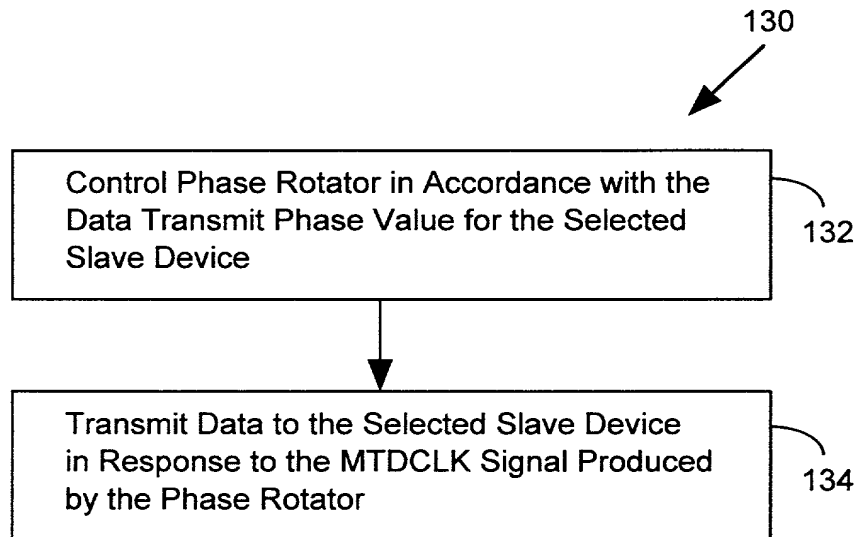 130
Control Phase Rotator in Accordance with the
Data Transmit Phase Value for the Selected
Slave Device
132
Transmit Data to the Selected Slave Device
in Response to the MTDCLK Signal Produced
by the Phase Rotator
134